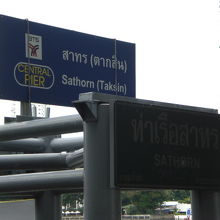 BTS
สาทร (ตากสิน)
Sathorn (Taksin)
CENTRAL
PIER
ท่าเรือสาทร
SATHORN